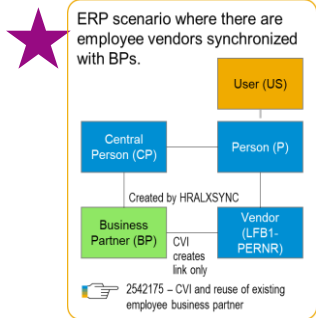 ERP scenario where there are
employee vendors synchronized
with BPs.
User (US)
Central
Person (CP)
Person (P)
Created by HRALXSYNC
Business
Partner (BP)
CVI
creates
link only
Vendor
(LFB1-
PERNR)
2542175 – CVI and reuse of existing
employee business partner